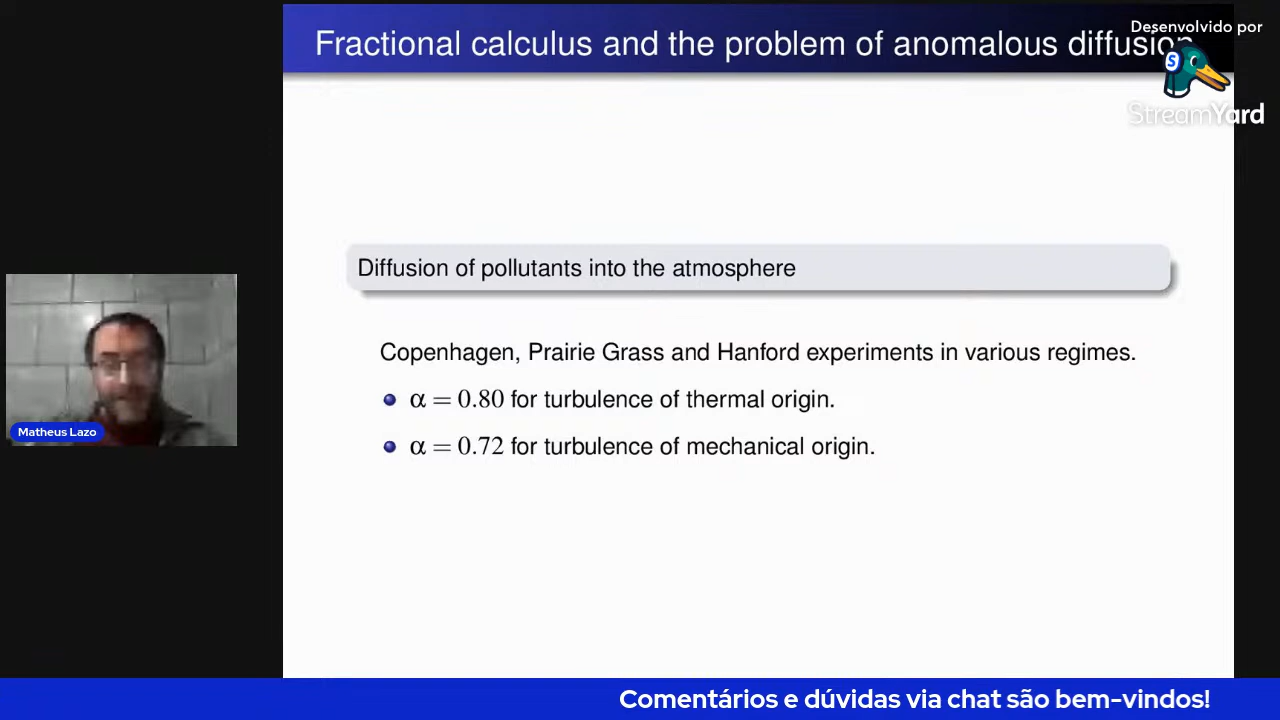 Fractional calculus and the problem of anomalous diffusion
Desenvolvido por
StreamYard
Diffusion of pollutants into the atmosphere
Copenhagen, Prairie Grass and Hanford experiments in various regimes.
α = 0.80 for turbulence of thermal origin.
α = 0.72 for turbulence of mechanical origin.
Matheus Lazo
Comentários e dúvidas via chat são bem-vindos!